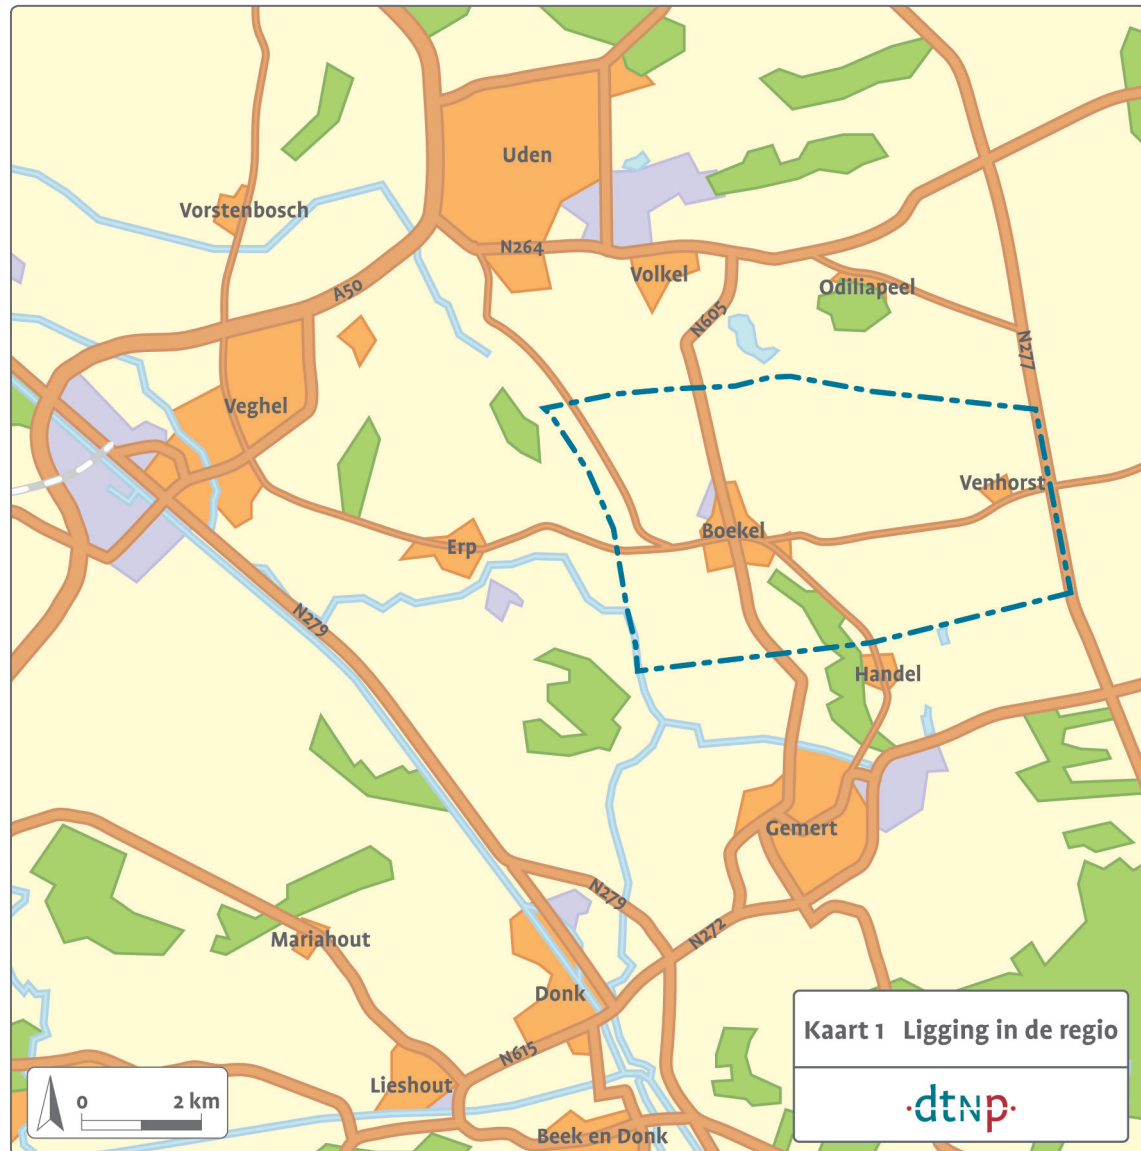 Uden
Vorstenbosch
N264
Volkel
Odiliapeel
A50
N605
N277
Veghel
Venhorst
Boekel
Erp
N279
Handel
Gemert
N279
N272
Mariahout
Donk
N615
Lieshout
Beek en Donk
Kaart 1 Ligging in de regio
0 2 km
·dtNp·